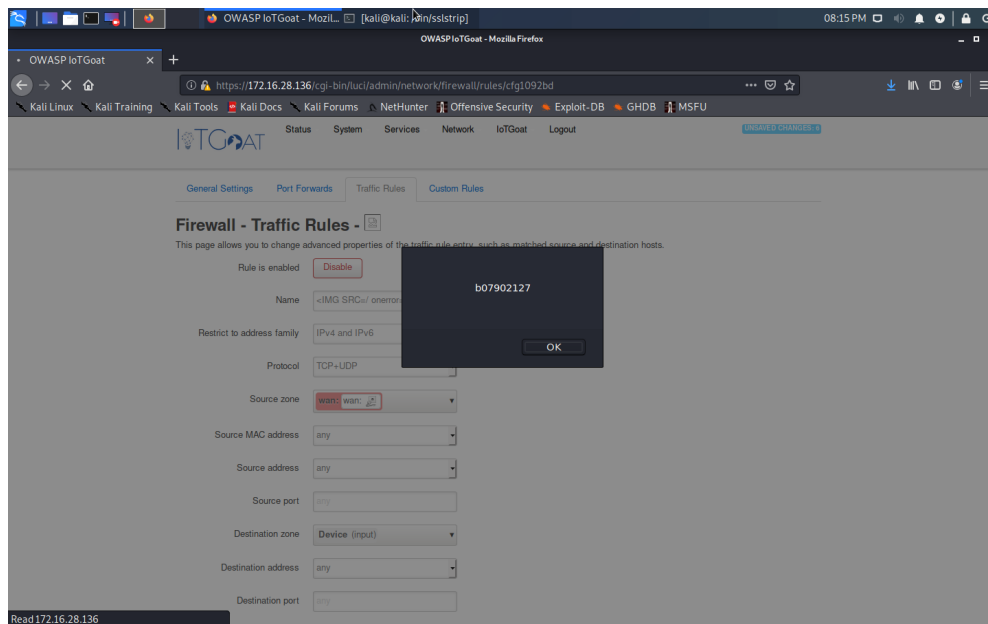 OWASP IoTGoat - Mozil... [kali@kali: bin/sslstrip] 08:15 PM
OWASP IoTGoat - Mozilla Firefox
OWASP IoTGoat
https://172.16.28.136/cgi-bin/luci/admin/network/firewall/rules/cfg1092bd
Kali Linux Kali Training Kali Tools Kali Docs Kali Forums NetHunter Offensive Security Exploit-DB GHDB MSFU
IoTGOAT Status System Services Network IoTGoat Logout UNSAVED CHANGES:
General Settings Port Forwards Traffic Rules Custom Rules
Firewall - Traffic Rules -
This page allows you to change advanced properties of the traffic rule entry, such as matched source and destination hosts.
Rule is enabled Disable
b07902127
Name <IMG SRC=/ onerror
Restrict to address family IPv4 and IPv6
OK
Protocol TCP+UDP
Source zone wan: wan:
Source MAC address any
Source address any
Source port any
Destination zone Device (input)
Destination address any
Destination port any
Read 172.16.28.136